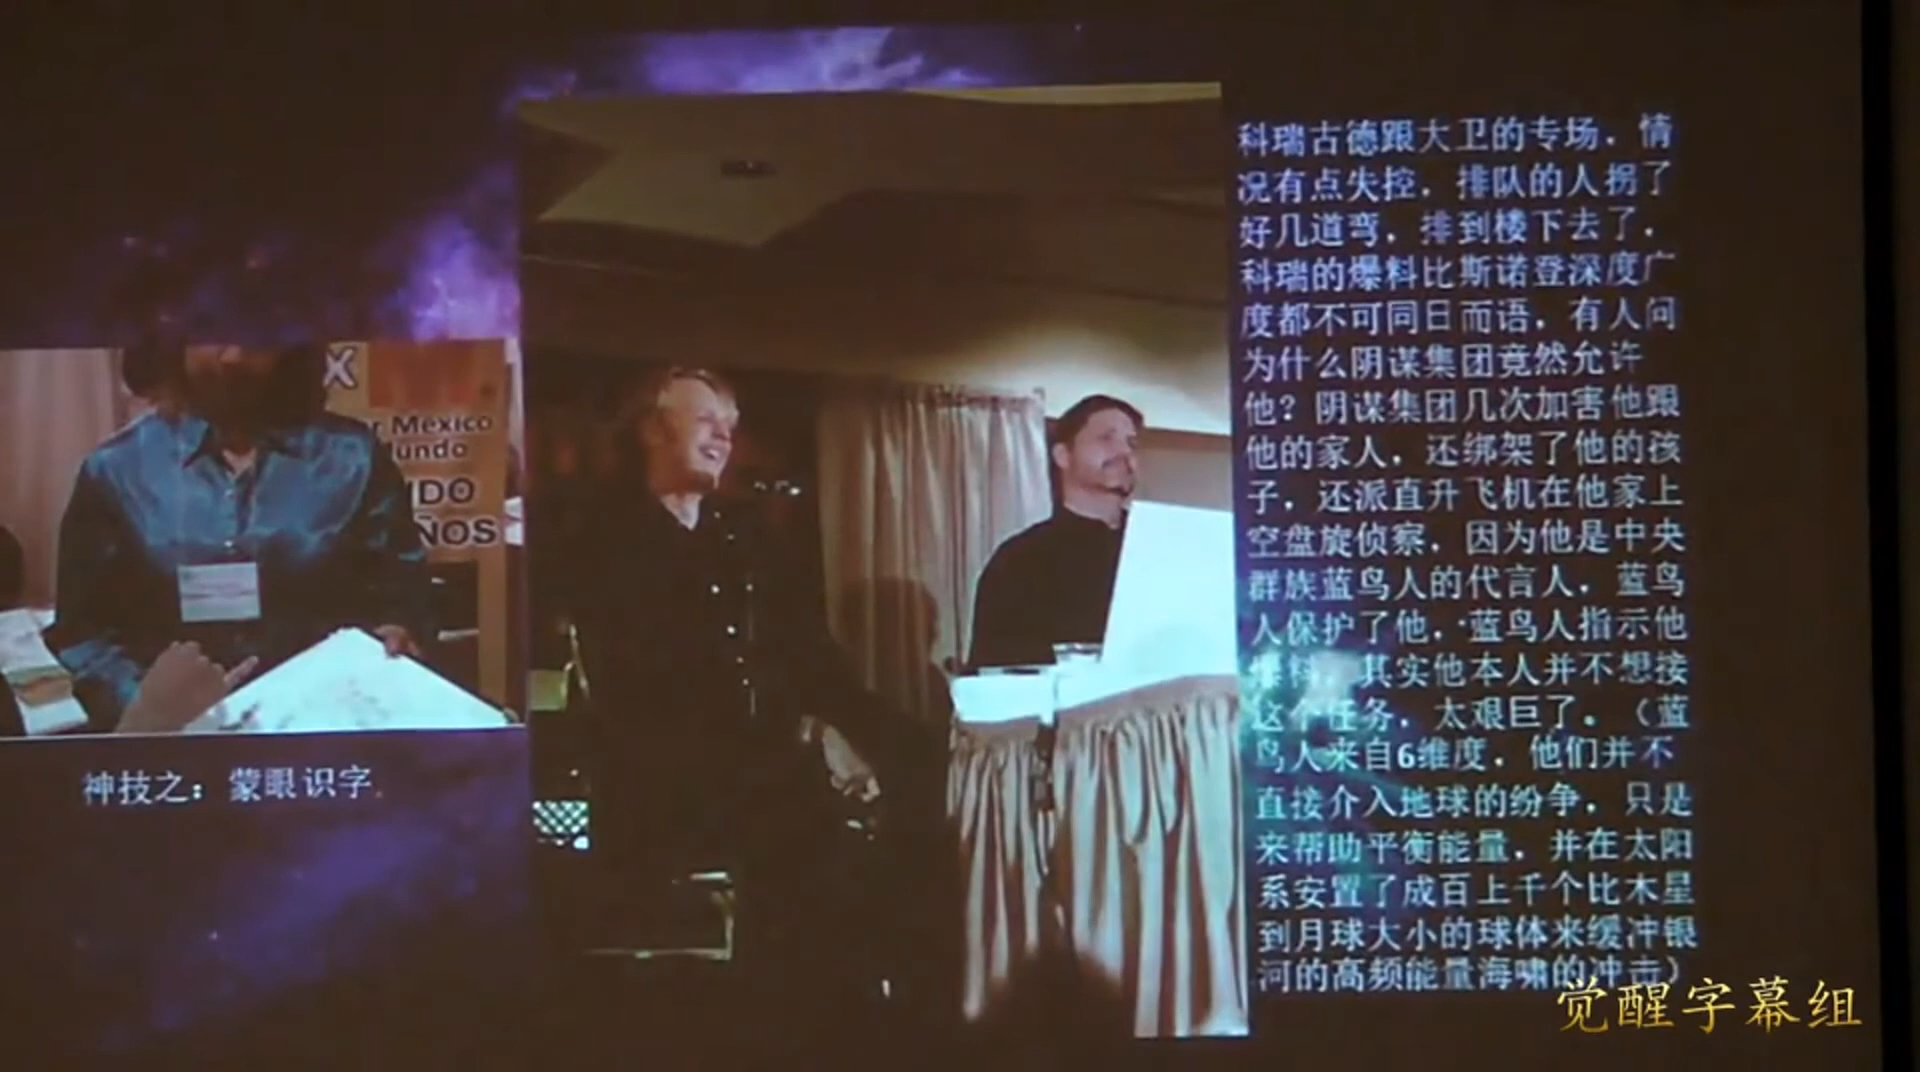 X
r México
undo
NDO
ÑOS
神技之：蒙眼识字
科瑞古德跟大卫的专场，情
况有点失控，排队的人拐了
好几道弯，排到楼下去了，
科瑞的爆料比斯诺登深度广
度都不可同日而语，有人问
为什么阴谋集团竟然允许
他？阴谋集团几次加害他跟
他的家人，还绑架了他的孩
子，还派直升飞机在他家上
空盘旋侦察，因为他是中央
群族蓝鸟人的代言人，蓝鸟
人保护了他，蓝鸟人指示他
爆料，其实他本人并不想接
这个任务，太艰巨了。（蓝
鸟人来自6维度，他们并不
直接介入地球的纷争，只是
来帮助平衡能量，并在太阳
系安置了成百上千个比木星
到月球大小的球体来缓冲银
河的高频能量海啸的冲击）
觉醒字幕组